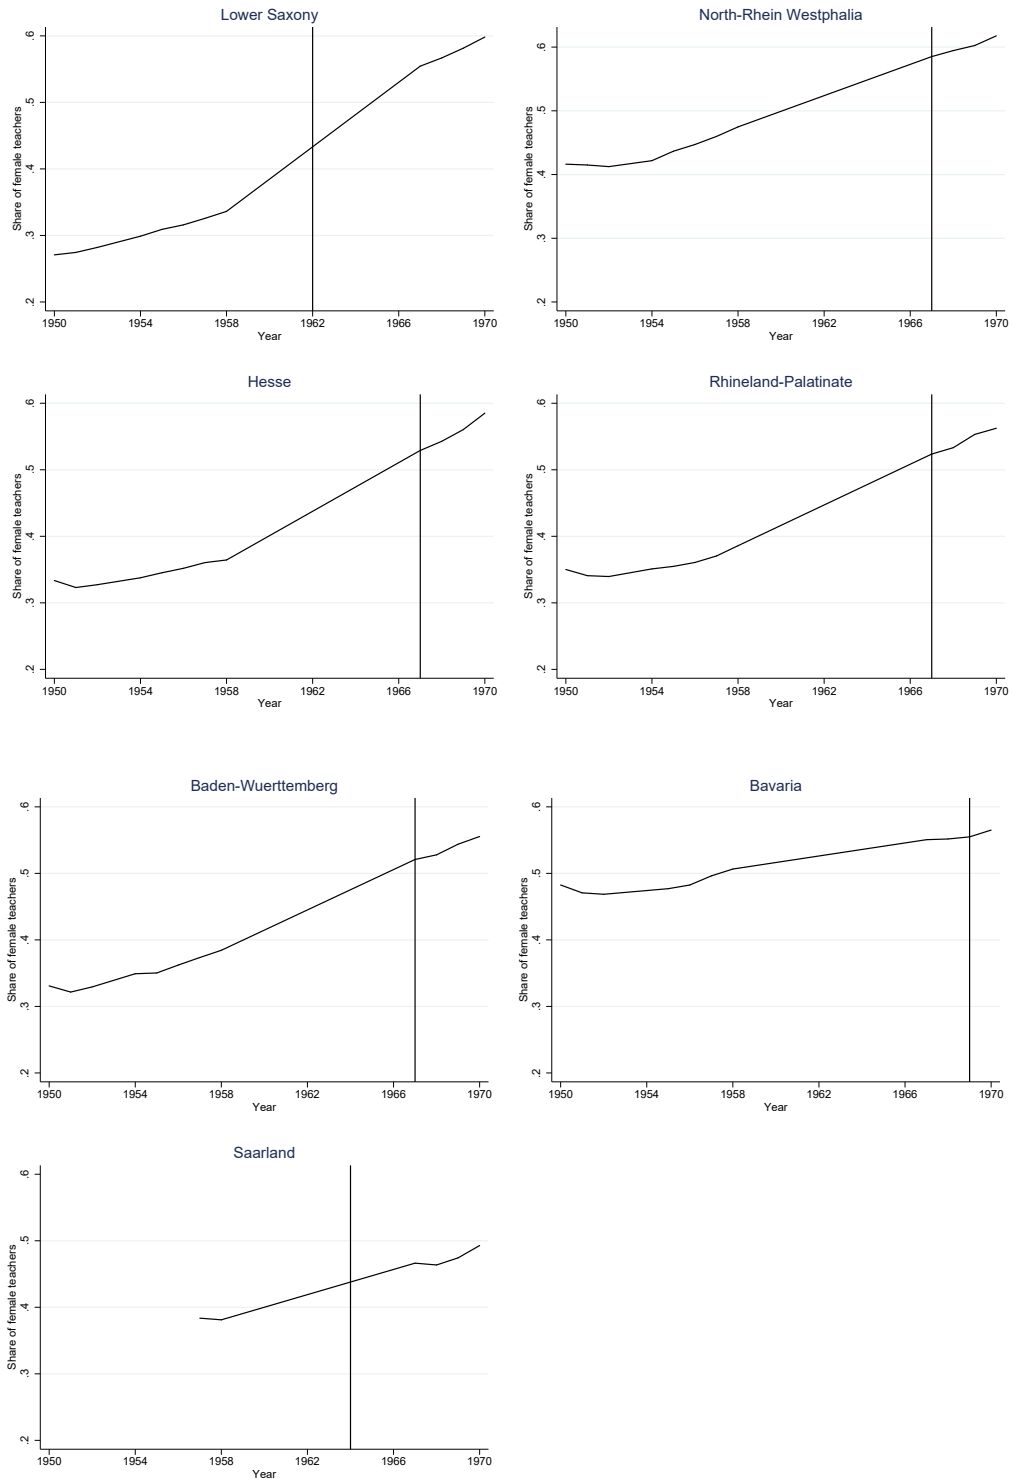 Lower Saxony
Share of female teachers
.6
.5
.4
.3
.2
1950 1954 1958 1962 1966 1970
Year
North-Rhein Westphalia
Share of female teachers
.6
.5
.4
.3
.2
1950 1954 1958 1962 1966 1970
Year
Hesse
Share of female teachers
.6
.5
.4
.3
.2
1950 1954 1958 1962 1966 1970
Year
Rhineland-Palatinate
Share of female teachers
.6
.5
.4
.3
.2
1950 1954 1958 1962 1966 1970
Year
Baden-Wuerttemberg
Share of female teachers
.6
.5
.4
.3
.2
1950 1954 1958 1962 1966 1970
Year
Bavaria
Share of female teachers
.6
.5
.4
.3
.2
1950 1954 1958 1962 1966 1970
Year
Saarland
Share of female teachers
.6
.5
.4
.3
.2
1950 1954 1958 1962 1966 1970
Year